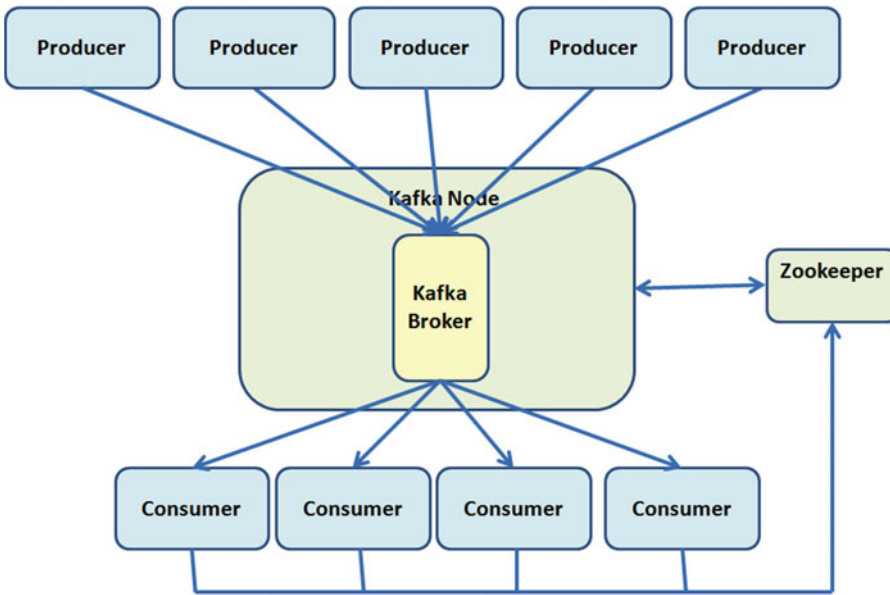 Producer
Producer
Producer
Producer
Producer
Kafka Node
Kafka
Broker
Zookeeper
Consumer
Consumer
Consumer
Consumer